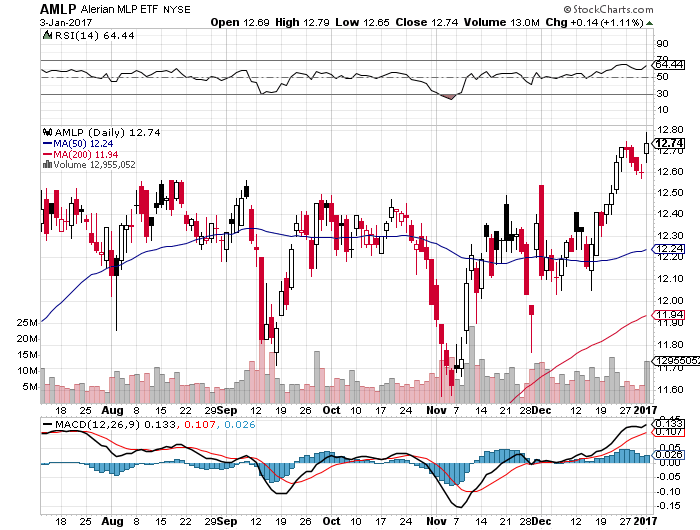 AMLP Alerian MLP ETF NYSE © StockCharts.com
3-Jan-2017 Open 12.69 High 12.79 Low 12.65 Close 12.74 Volume 13.0M Chg +0.14 (+1.11%)
RSI(14) 64.44
90
70
64.44
50
30
10
AMLP (Daily) 12.74
MA(50) 12.24
MA(200) 11.94
Volume 12,955,052
12.80
12.74
12.70
12.60
12.50
12.40
12.30
12.24
12.20
12.10
12.00
11.94
11.90
11.80
12955052
11.70
11.60
25M
20M
15M
10M
5M
18 25 Aug 8 15 22 29 Sep 12 19 26 Oct 10 17 24 Nov 7 14 21 28 Dec 12 19 27 2017
MACD(12,26,9) 0.133, 0.107, 0.026
0.133
0.107
0.05
0.026
0.00
-0.05
-0.10
-0.15
18 25 Aug 8 15 22 29 Sep 12 19 26 Oct 10 17 24 Nov 7 14 21 28 Dec 12 19 27 2017